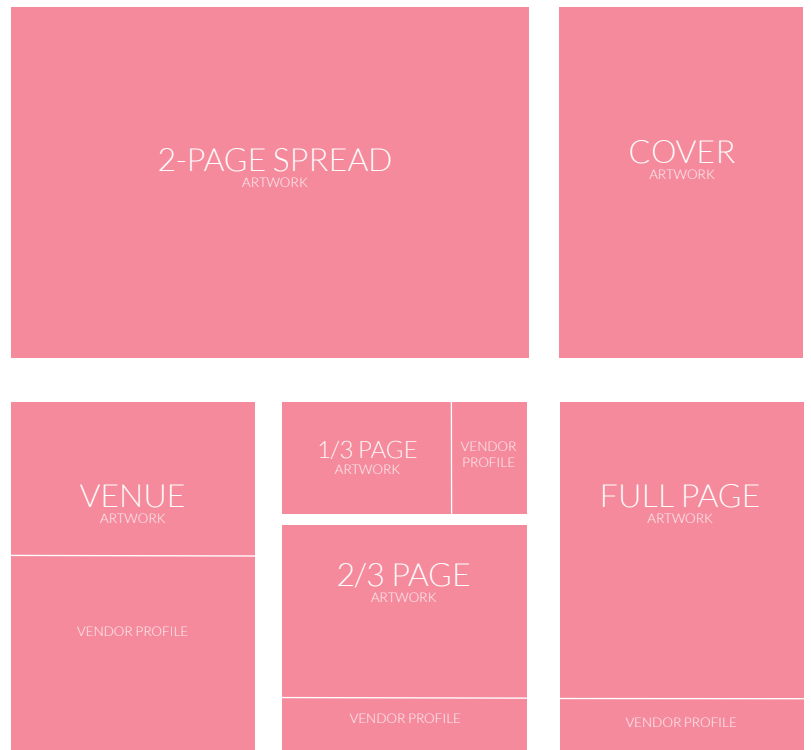 2-PAGE SPREAD
ARTWORK
COVER
ARTWORK
VENUE
ARTWORK
VENDOR PROFILE
1/3 PAGE
ARTWORK
VENDOR
PROFILE
2/3 PAGE
ARTWORK
VENDOR PROFILE
FULL PAGE
ARTWORK
VENDOR PROFILE